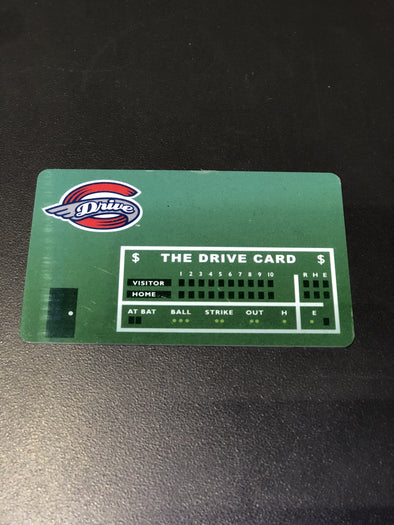 Drive
$ THE DRIVE CARD $
1 2 3 4 5 6 7 8 9 10 R H E
VISITOR
HOME
AT BAT BALL STRIKE OUT H E